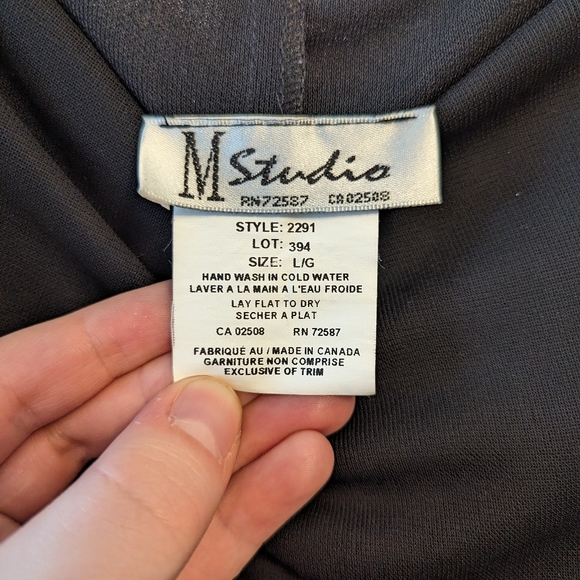 M Studio
RN72587 CA02508
STYLE: 2291
LOT: 394
SIZE: L/G
HAND WASH IN COLD WATER
LAVER A LA MAIN A L'EAU FROIDE
LAY FLAT TO DRY
SECHER A PLAT
CA 02508 RN 72587
FABRIQUÉ AU / MADE IN CANADA
GARNITURE NON COMPRISE
EXCLUSIVE OF TRIM